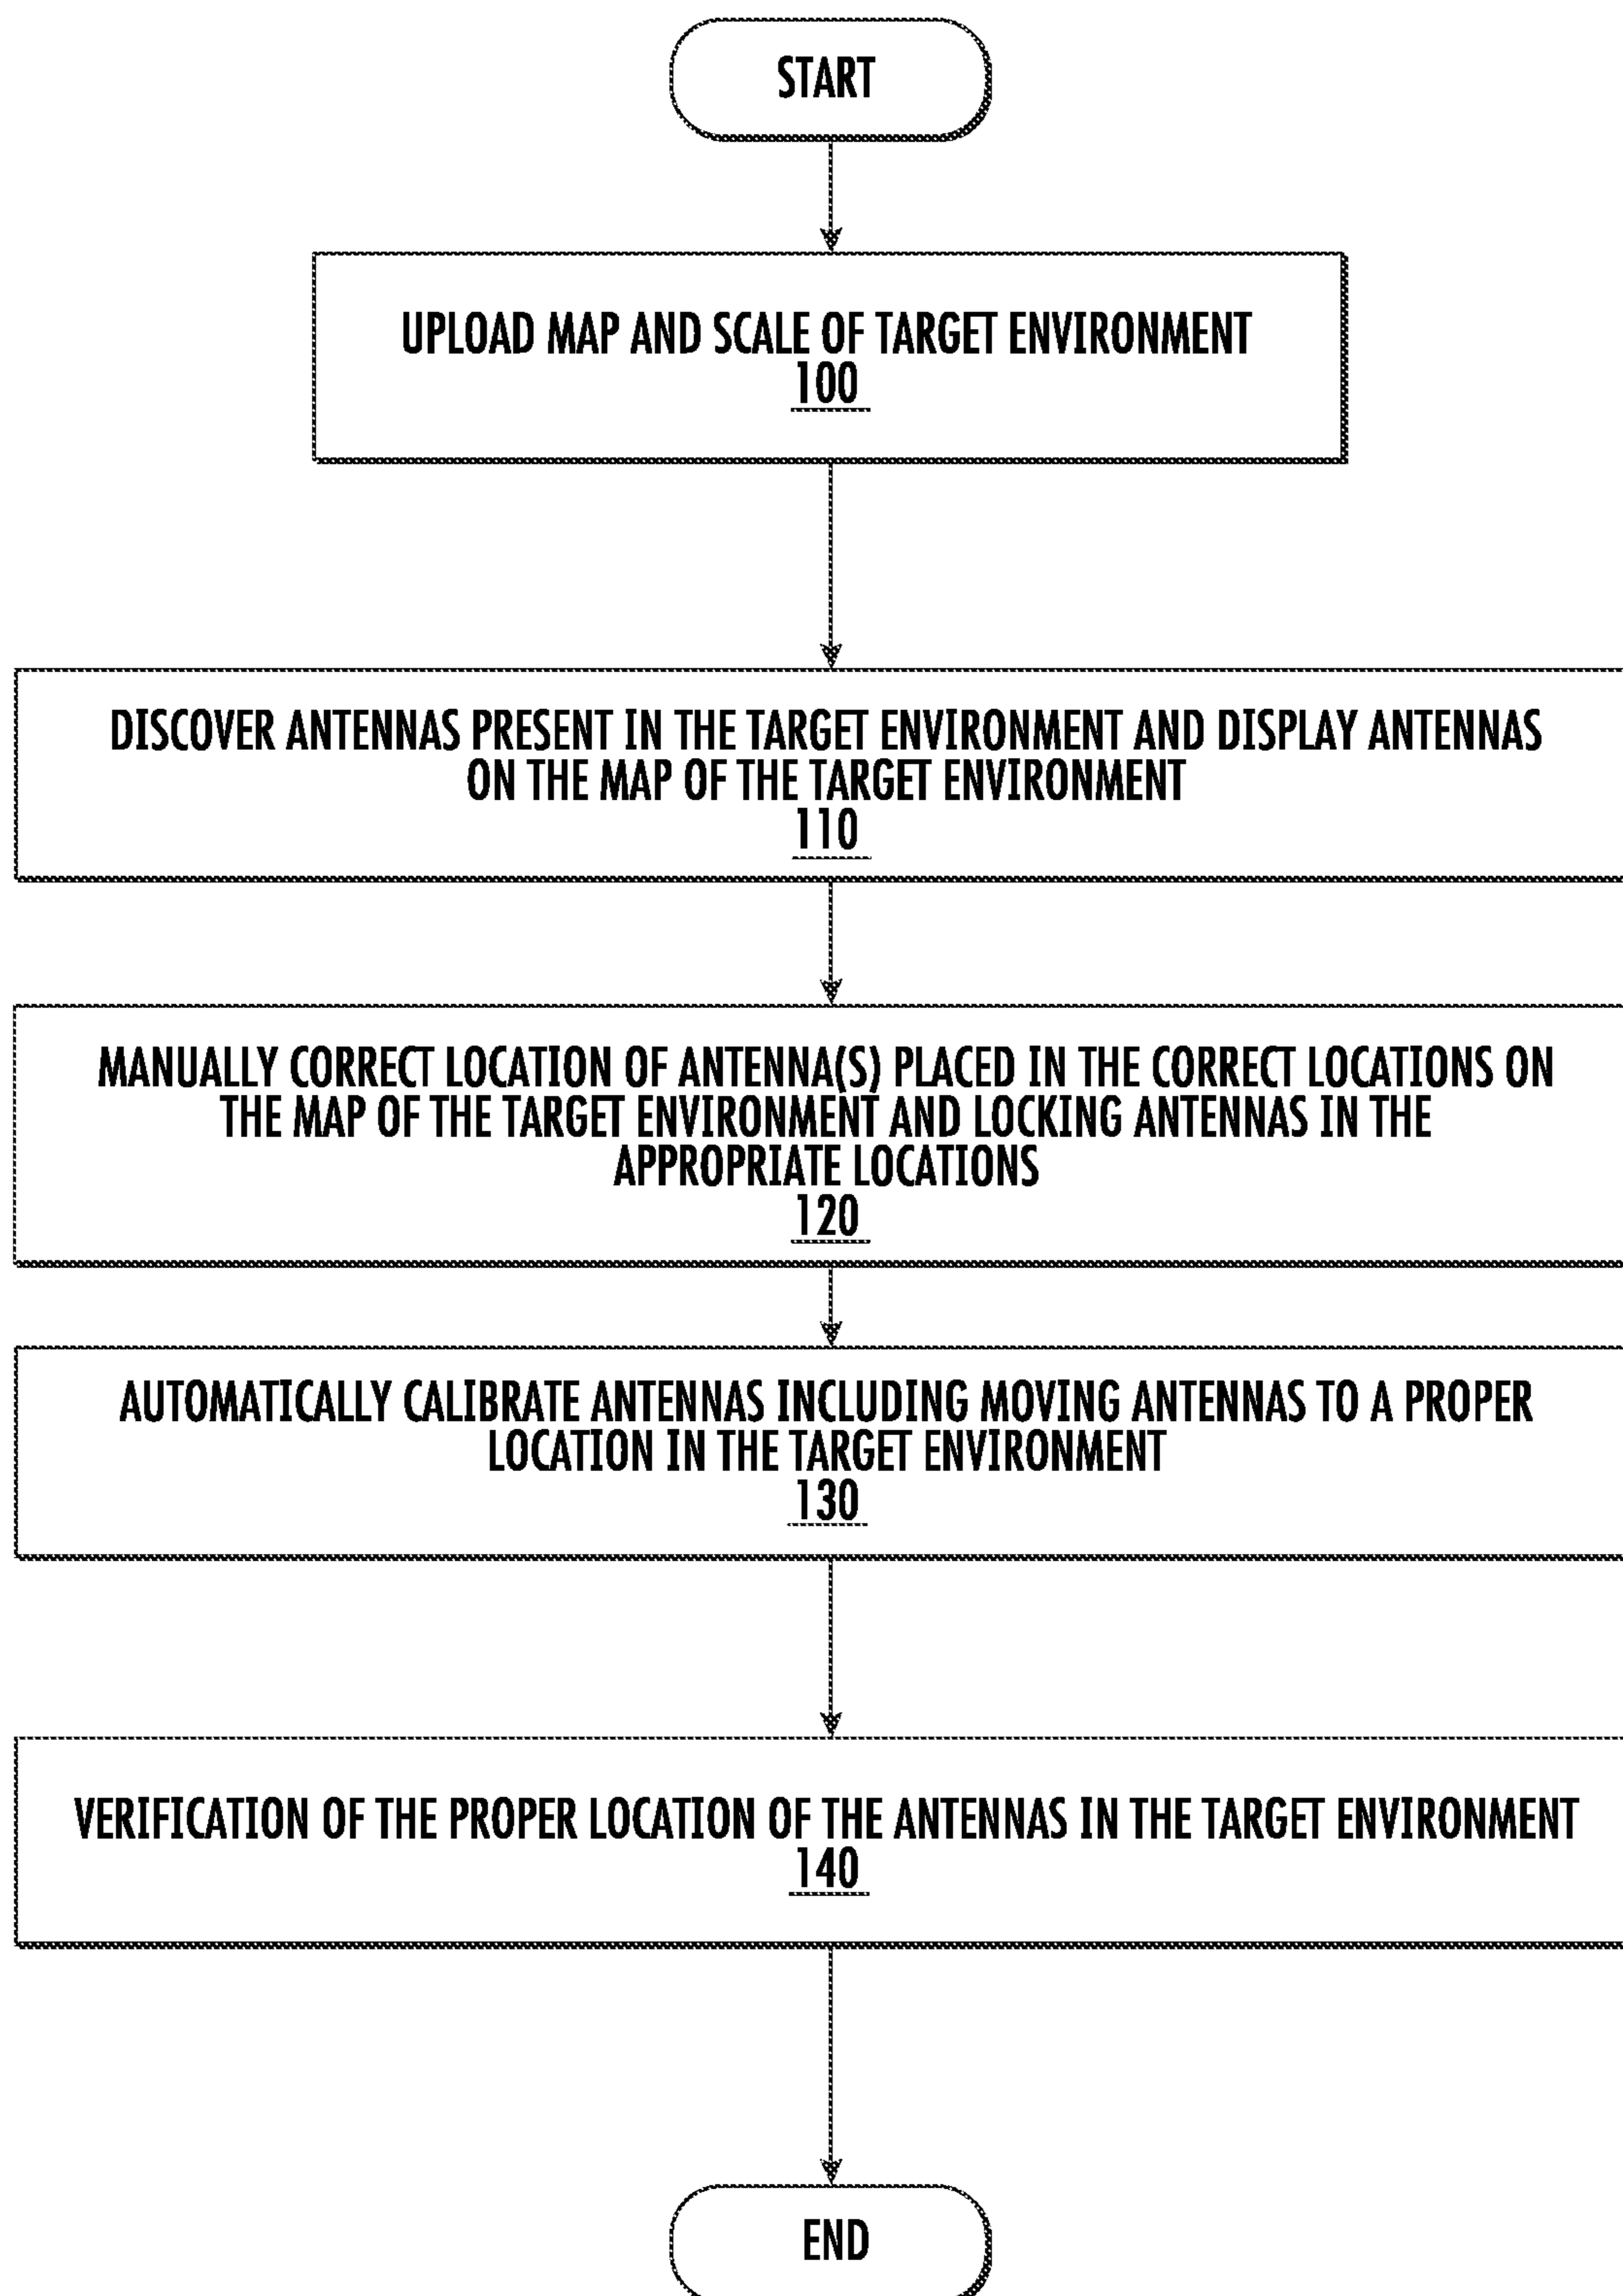 START
UPLOAD MAP AND SCALE OF TARGET ENVIRONMENT
100
DISCOVER ANTENNAS PRESENT IN THE TARGET ENVIRONMENT AND DISPLAY ANTENNAS
ON THE MAP OF THE TARGET ENVIRONMENT
110
MANUALLY CORRECT LOCATION OF ANTENNA(S) PLACED IN THE CORRECT LOCATIONS ON
THE MAP OF THE TARGET ENVIRONMENT AND LOCKING ANTENNAS IN THE
APPROPRIATE LOCATIONS
120
AUTOMATICALLY CALIBRATE ANTENNAS INCLUDING MOVING ANTENNAS TO A PROPER
LOCATION IN THE TARGET ENVIRONMENT
130
VERIFICATION OF THE PROPER LOCATION OF THE ANTENNAS IN THE TARGET ENVIRONMENT
140
END